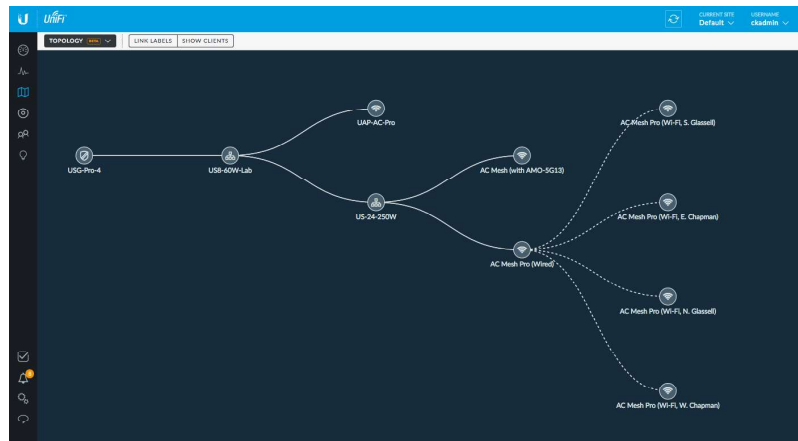 UniFi
CURRENT SITE
Default
USERNAME
ckadmin
TOPOLOGY BETA
LINK LABELS
SHOW CLIENTS
UAP-AC-Pro
AC Mesh Pro (Wi-Fi, S. Glassell)
USG-Pro-4
US8-60W-Lab
AC Mesh (with AMO-5G13)
US-24-250W
AC Mesh Pro (Wi-Fi, E. Chapman)
AC Mesh Pro (Wired)
AC Mesh Pro (Wi-Fi, N. Glassell)
AC Mesh Pro (Wi-Fi, W. Chapman)